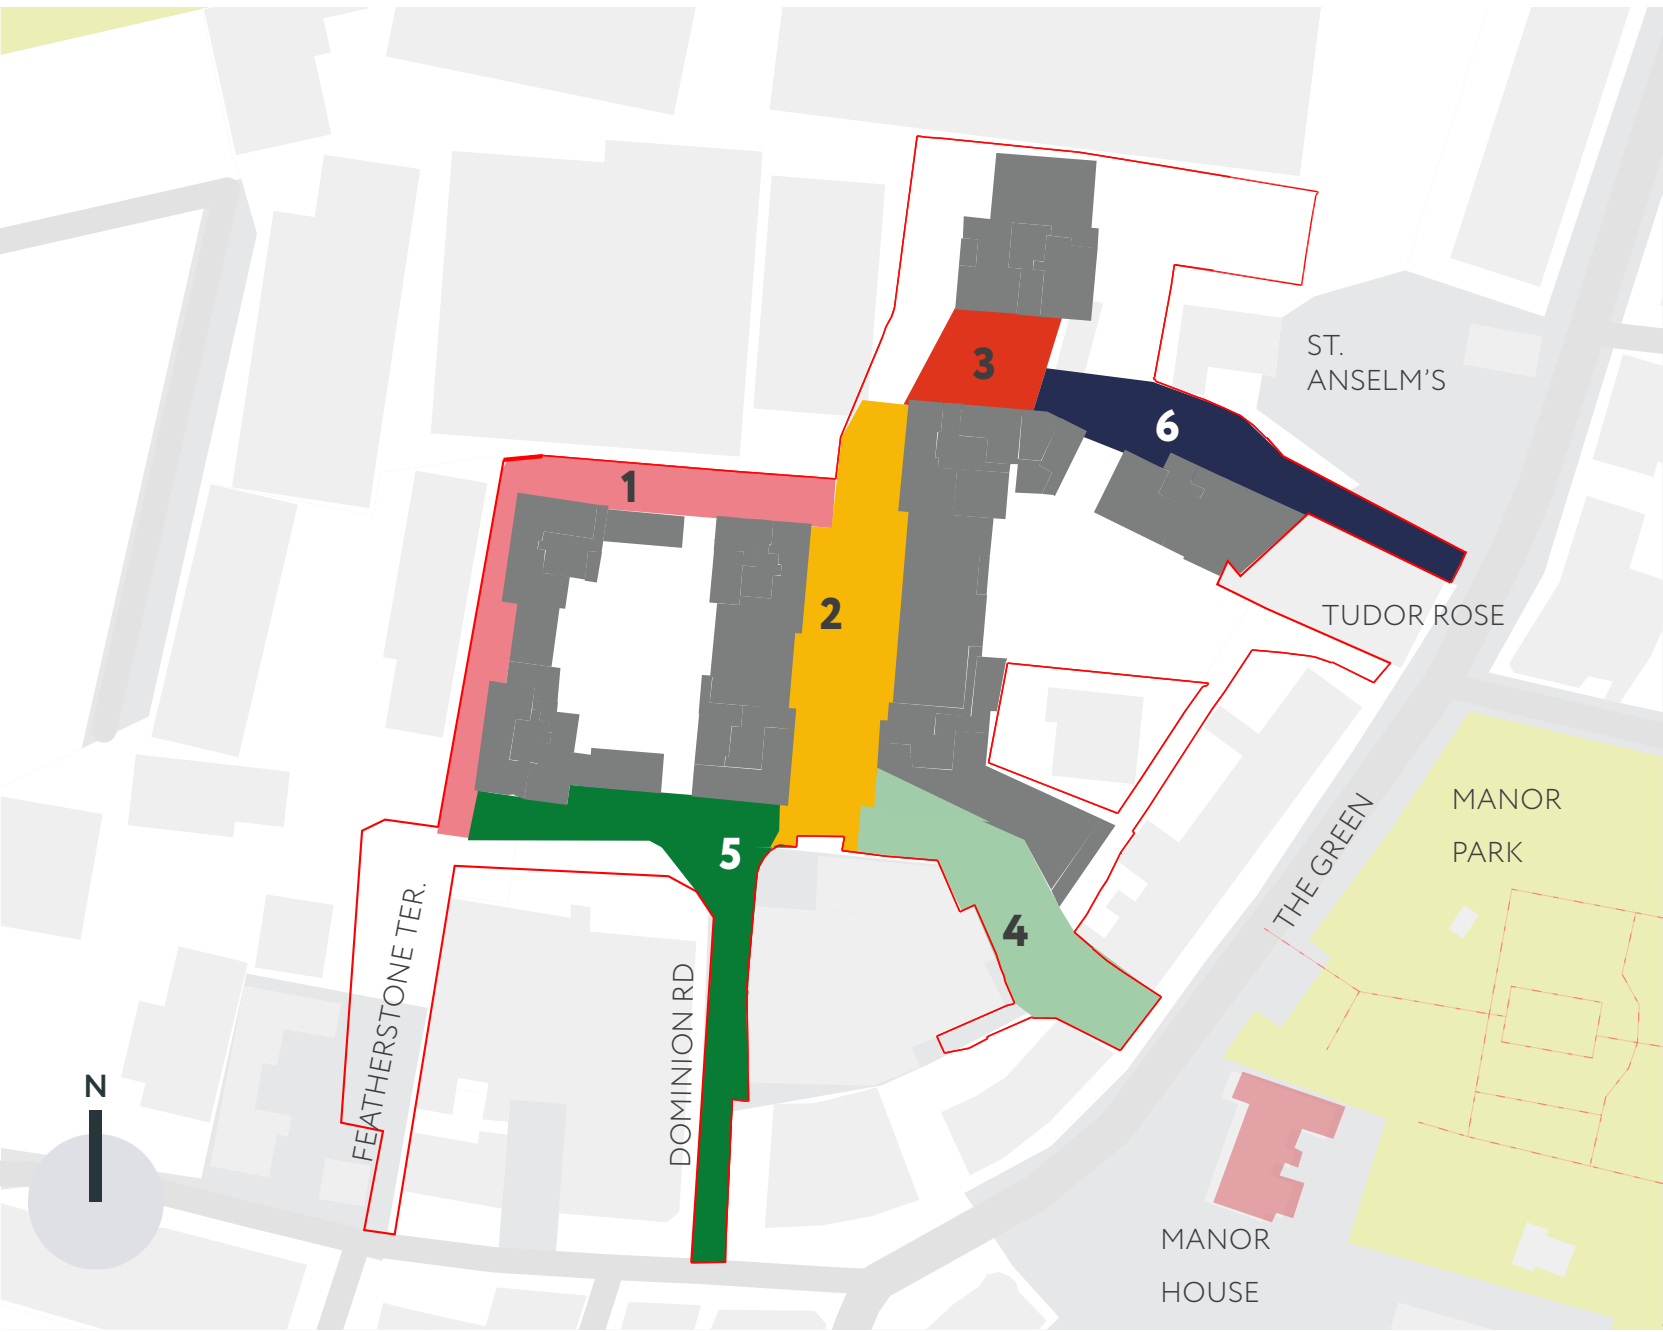 ST.
ANSELM'S
3
6
1
2
TUDOR ROSE
MANOR
PARK
THE GREEN
5
4
FEATHERSTONE TER.
DOMINION RD
N
MANOR
HOUSE